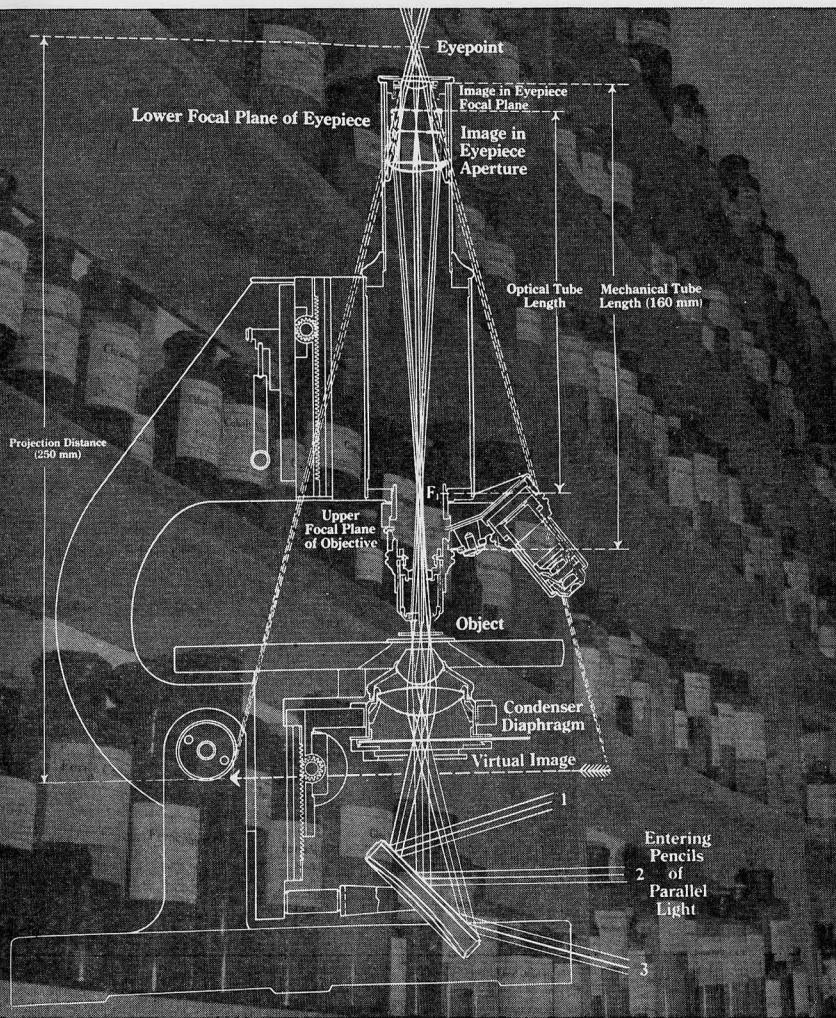 Eyepoint
Image in Eyepiece
Focal Plane
Lower Focal Plane of Eyepiece
Image in
Eyepiece
Aperture
Optical Tube
Length
Mechanical Tube
Length (160 mm)
Projection Distance
(250 mm)
F₁
Upper
Focal Plane
of Objective
Object
Condenser
Diaphragm
Virtual Image
1
Entering
Pencils
2 of
Parallel
Light
3